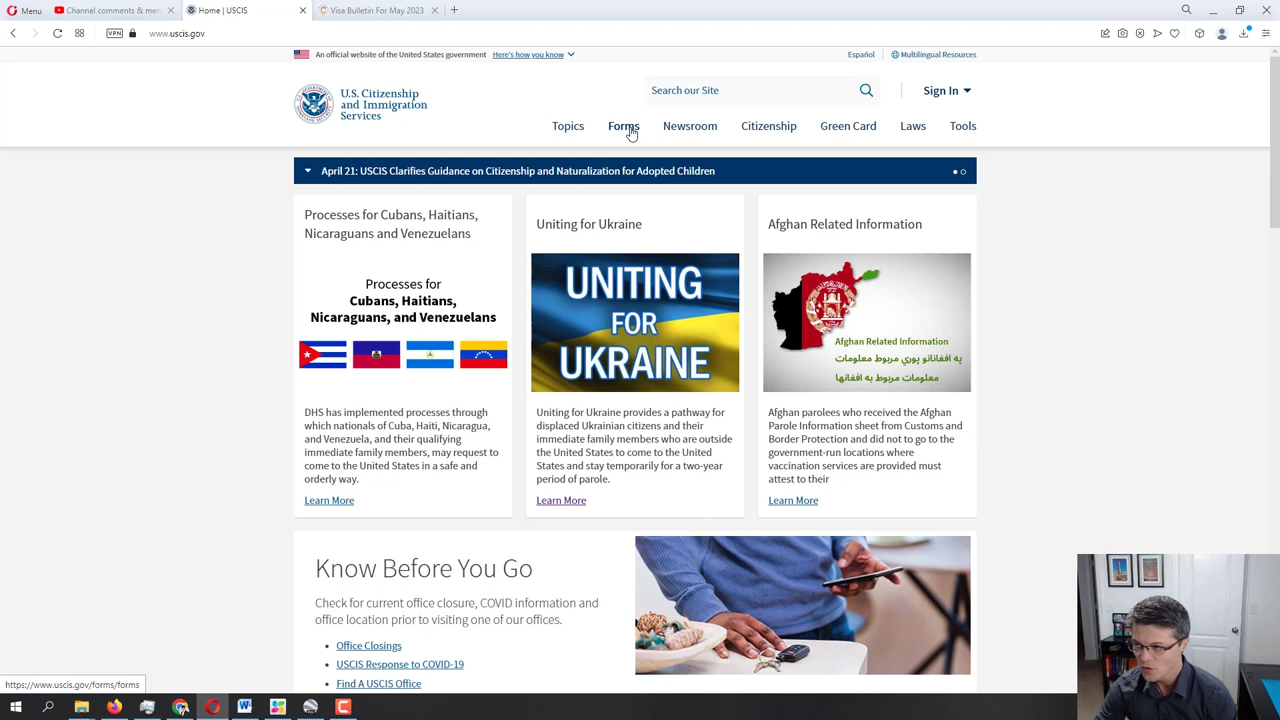 Menu
Channel comments & men
Home | USCIS
Visa Bulletin For May 2023
VPN
www.uscis.gov
An official website of the United States government
Here's how you know
Español
Multilingual Resources
U.S. Citizenship
and Immigration
Services
Search our Site
Sign In
Topics
Forms
Newsroom
Citizenship
Green Card
Laws
Tools
April 21: USCIS Clarifies Guidance on Citizenship and Naturalization for Adopted Children
Processes for Cubans, Haitians,
Nicaraguans and Venezuelans
Processes for
Cubans, Haitians,
Nicaraguans, and Venezuelans
DHS has implemented processes through
which nationals of Cuba, Haiti, Nicaragua,
and Venezuela, and their qualifying
immediate family members, may request to
come to the United States in a safe and
orderly way.
Learn More
Uniting for Ukraine
UNITING
FOR
UKRAINE
Uniting for Ukraine provides a pathway for
displaced Ukrainian citizens and their
immediate family members who are outside
the United States to come to the United
States and stay temporarily for a two-year
period of parole.
Learn More
Afghan Related Information
Afghan Related Information
په افغانانو پوري مربوط معلومات
معلومات مربوط به افغانها
Afghan parolees who received the Afghan
Parole Information sheet from Customs and
Border Protection and did not to go to the
government-run locations where
vaccination services are provided must
attest to their
Learn More
Know Before You Go
Check for current office closure, COVID information and
office location prior to visiting one of our offices.
• Office Closings
• USCIS Response to COVID-19
• Find A USCIS Office
https://www.uscis.gov/forms/forms